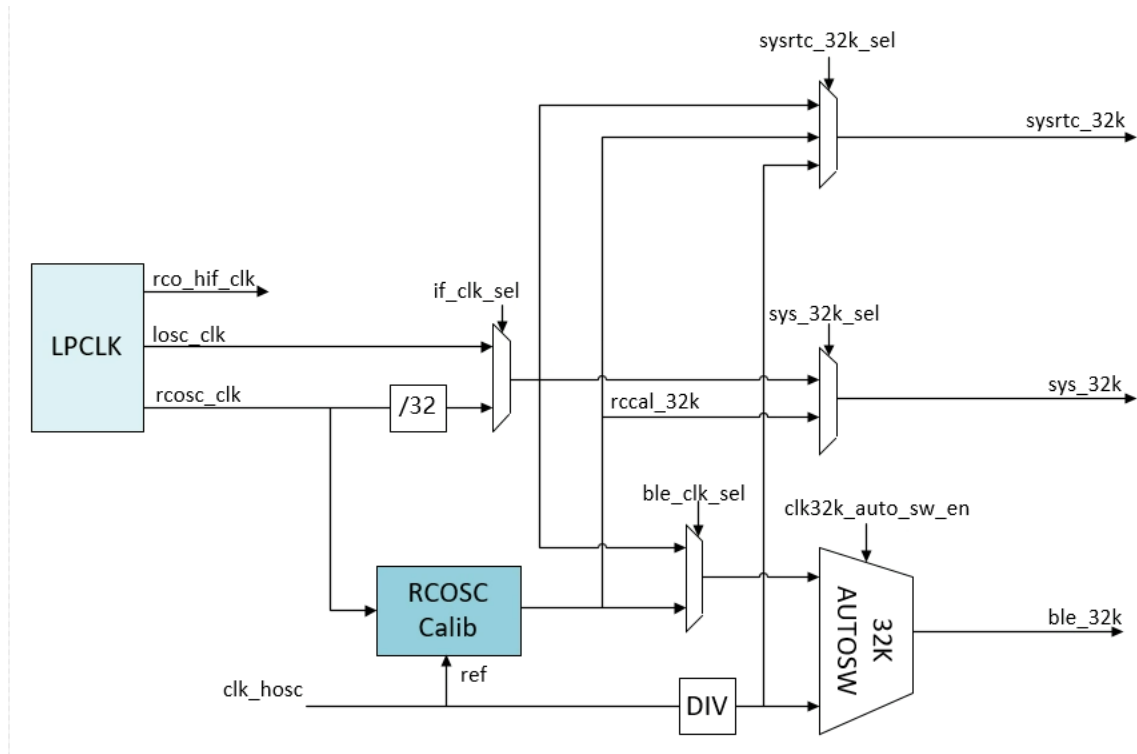 sysrtc_32k_sel
sysrtc_32k
rco_hif_clk
if_clk_sel
losc_clk
LPCLK
sys_32k_sel
rcosc_clk
/32
rccal_32k
sys_32k
ble_clk_sel
clk32k_auto_sw_en
RCOSC
Calib
32K
AUTOSW
ble_32k
ref
clk_hosc
DIV